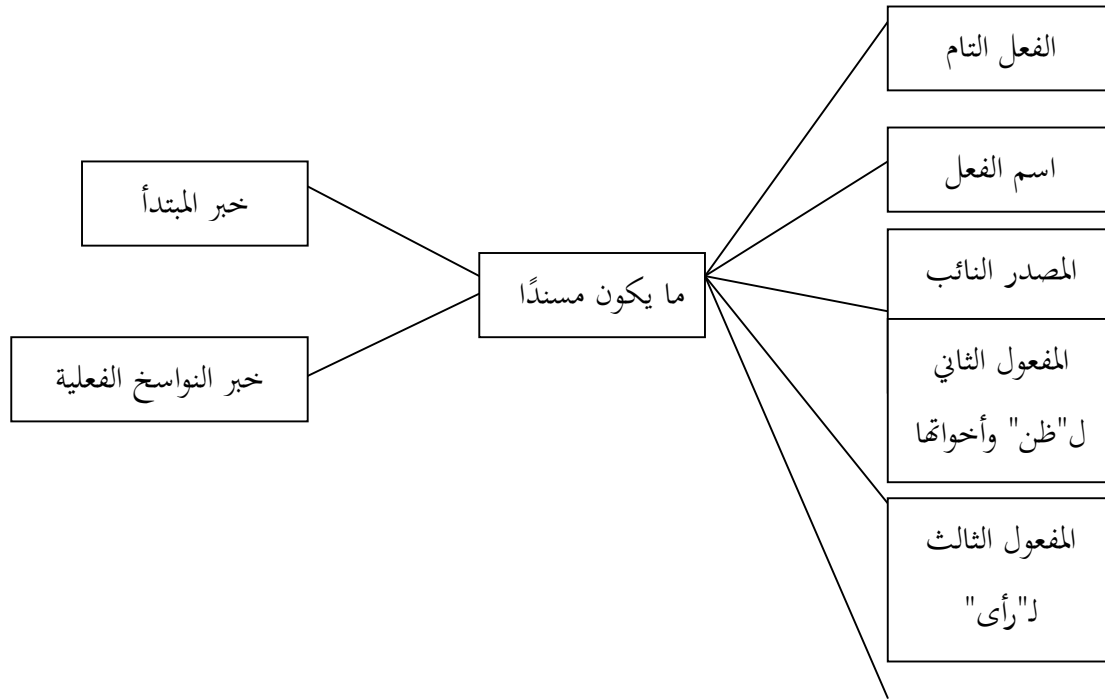 الفعل التام
اسم الفعل
المصدر النائب
المفعول الثاني
ل"ظن" وأخواتها
المفعول الثالث
لـ"رأى"
ما يكون مسندًا
خبر المبتدأ
خبر النواسخ الفعلية